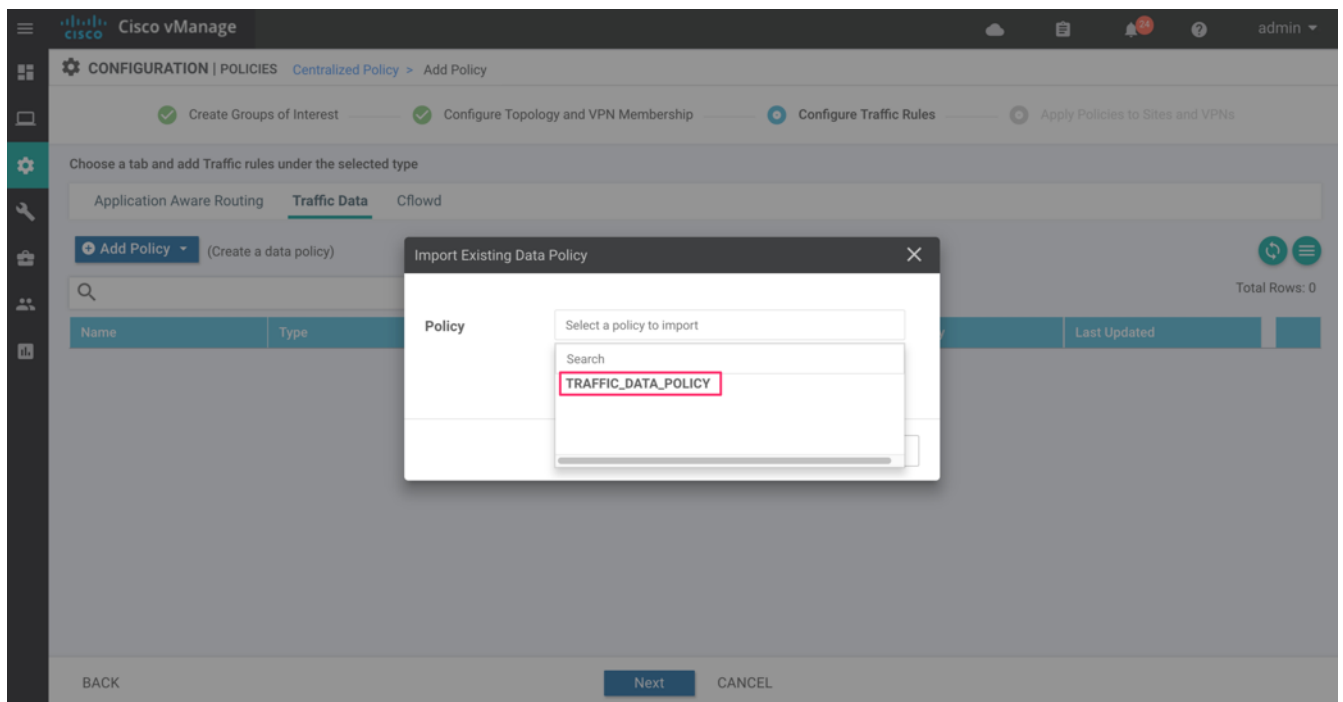 cisco Cisco vManage 24 admin
CONFIGURATION | POLICIES Centralized Policy > Add Policy
Create Groups of Interest Configure Topology and VPN Membership Configure Traffic Rules Apply Policies to Sites and VPNs
Choose a tab and add Traffic rules under the selected type
Application Aware Routing Traffic Data Cflowd
Add Policy (Create a data policy)
Import Existing Data Policy
Total Rows: 0
Policy Select a policy to import
Name Type y Last Updated
Search
TRAFFIC_DATA_POLICY
BACK Next CANCEL